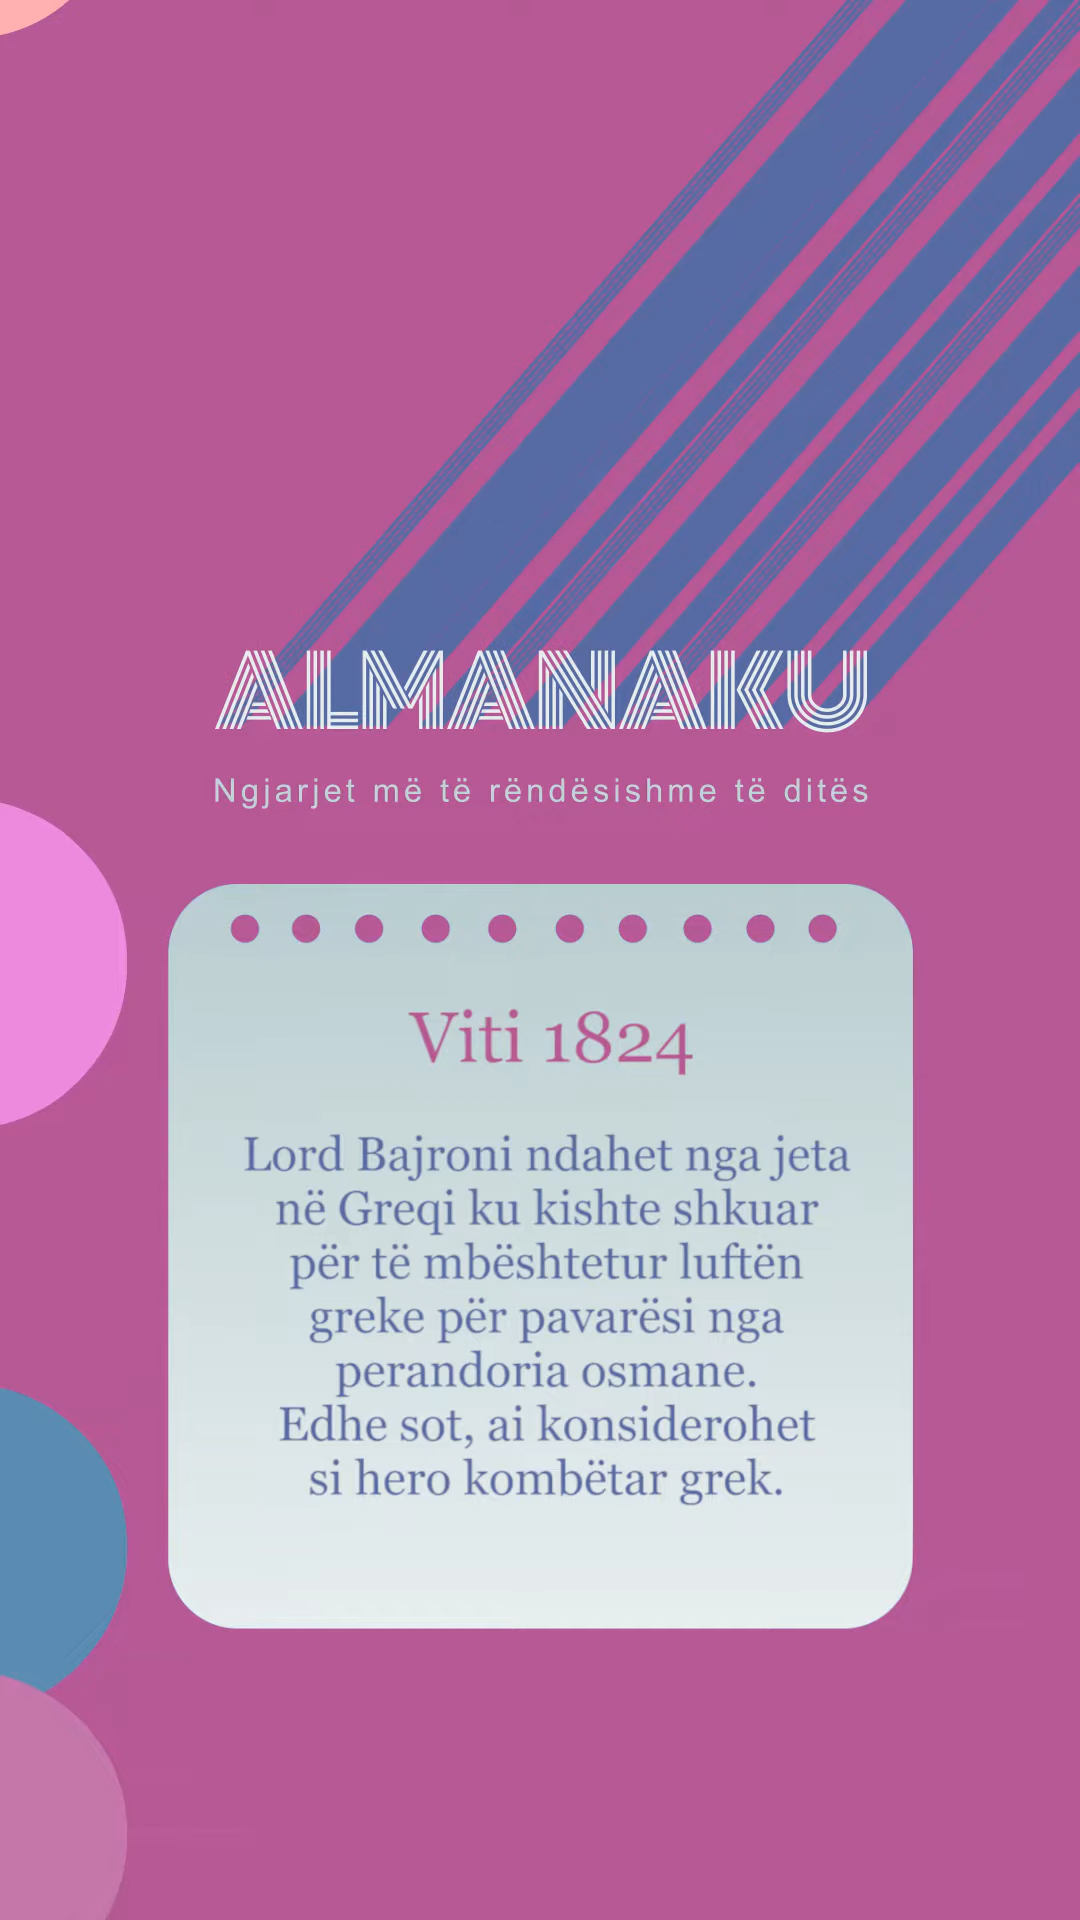 ALMANAKU
Ngjarjet më të rëndësishme të ditës
Viti 1824
Lord Bajroni ndahet nga jeta
në Greqi ku kishte shkuar
për të mbështetur luftën
greke për pavarësi nga
perandoria osmane.
Edhe sot, ai konsiderohet
si hero kombëtar grek.